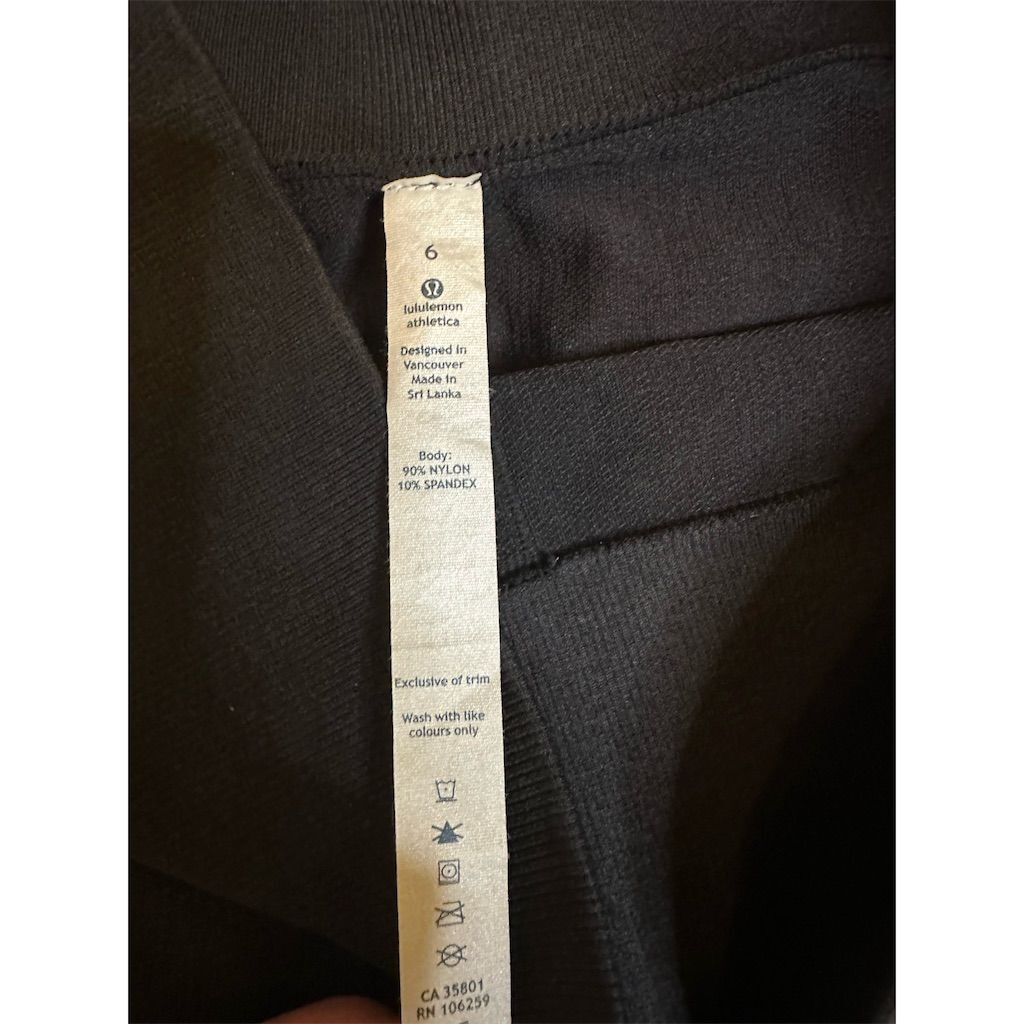 6
lululemon
athletica
Designed in
Vancouver
Made in
Sri Lanka
Body:
90% NYLON
10% SPANDEX
Exclusive of trim
Wash with like
colours only
CA 35801
RN 106259